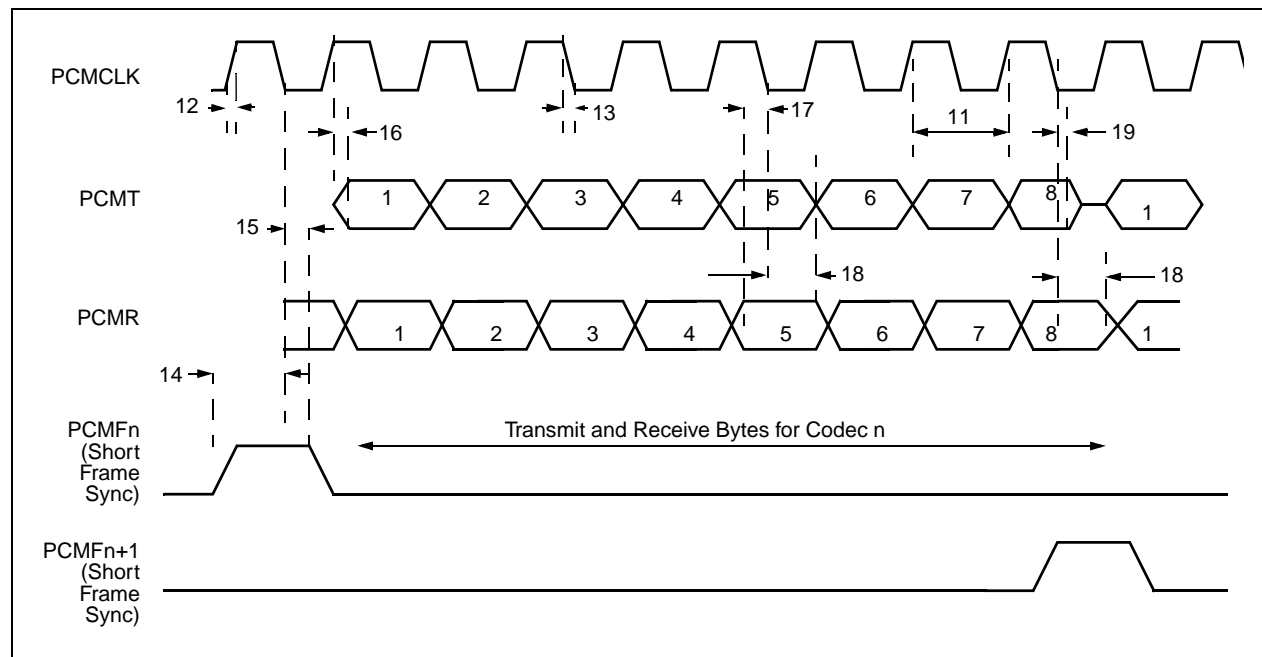 PCMCLK
12
13
17
11
16
19
PCMT
1 2 3 4 5 6 7 8 1
15
18
18
PCMR
1 2 3 4 5 6 7 8 1
14
PCMFn
(Short
Frame
Sync)
Transmit and Receive Bytes for Codec n
PCMFn+1
(Short
Frame
Sync)